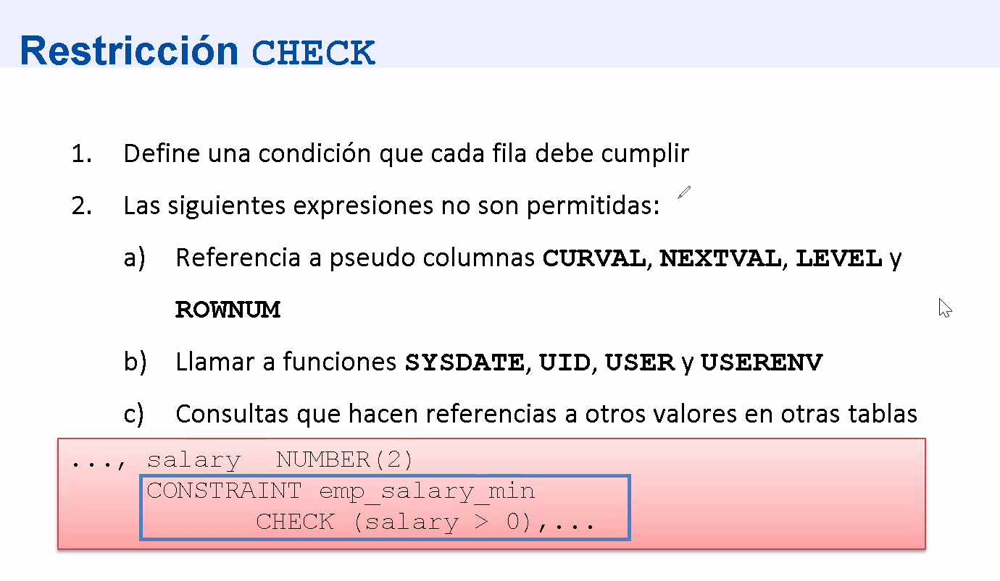 Restricción CHECK
1. Define una condición que cada fila debe cumplir
2. Las siguientes expresiones no son permitidas:
a) Referencia a pseudo columnas CURVAL, NEXTVAL, LEVEL y
ROWNUM
b) Llamar a funciones SYSDATE, UID, USER y USERENV
c) Consultas que hacen referencias a otros valores en otras tablas
..., salary NUMBER(2)
CONSTRAINT emp_salary_min
CHECK (salary > 0),...